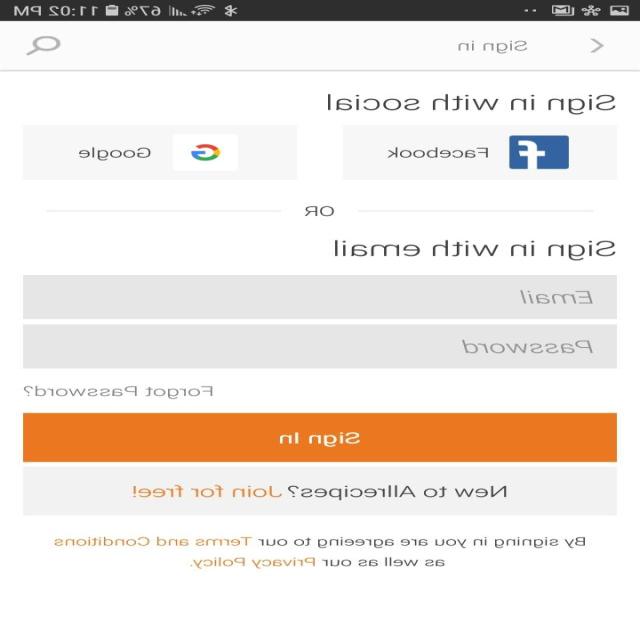 67% 11:02 PM
Sign in
Sign in with social
Facebook
Google
OR
Sign in with email
Email
Password
Forgot Password?
Sign In
New to Allrecipes? Join for free!
By signing in you are agreeing to our Terms and Conditions
as well as our Privacy Policy.